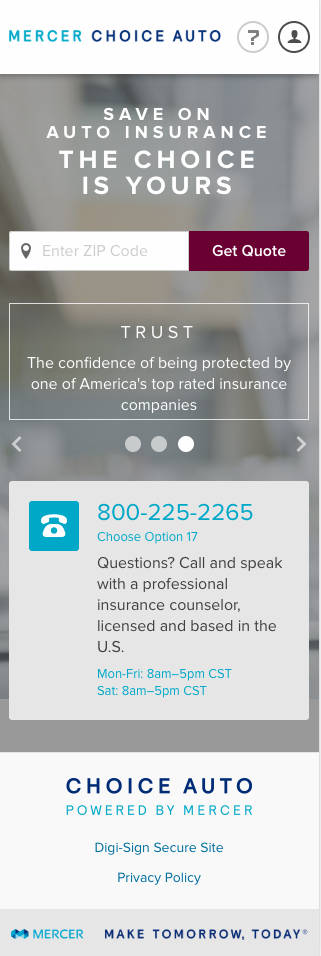 MERCER CHOICE AUTO
?
SAVE ON
AUTO INSURANCE
THE CHOICE
IS YOURS
Enter ZIP Code
Get Quote
TRUST
The confidence of being protected by
one of America's top rated insurance
companies
800-225-2265
Choose Option 17
Questions? Call and speak
with a professional
insurance counselor,
licensed and based in the
U.S.
Mon-Fri: 8am–5pm CST
Sat: 8am–5pm CST
CHOICE AUTO
POWERED BY MERCER
Digi-Sign Secure Site
Privacy Policy
MERCER MAKE TOMORROW, TODAY®